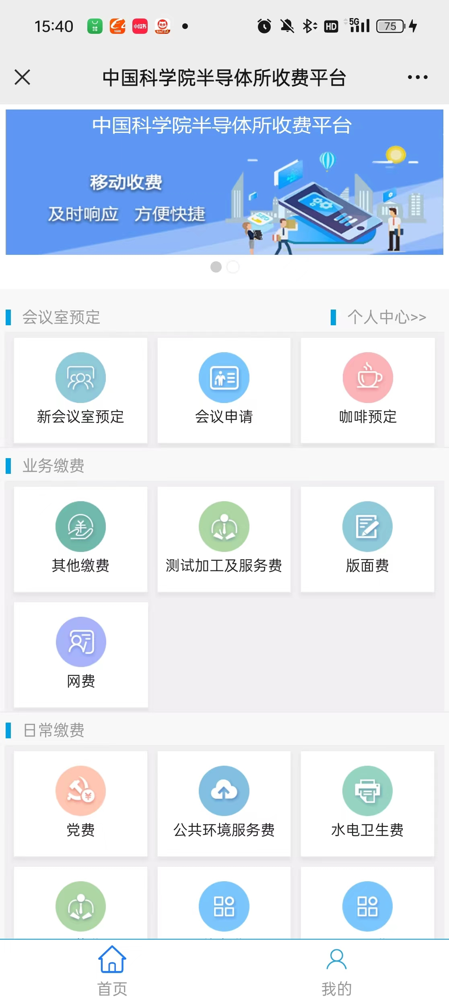 15:40
1688
小红书
HD
5G
75
中国科学院半导体所收费平台
中国科学院半导体所收费平台
移动收费
及时响应 方便快捷
SEO
会议室预定
个人中心>>
新会议室预定
会议申请
咖啡预定
业务缴费
其他缴费
测试加工及服务费
版面费
网费
日常缴费
党费
公共环境服务费
水电卫生费
首页
我的